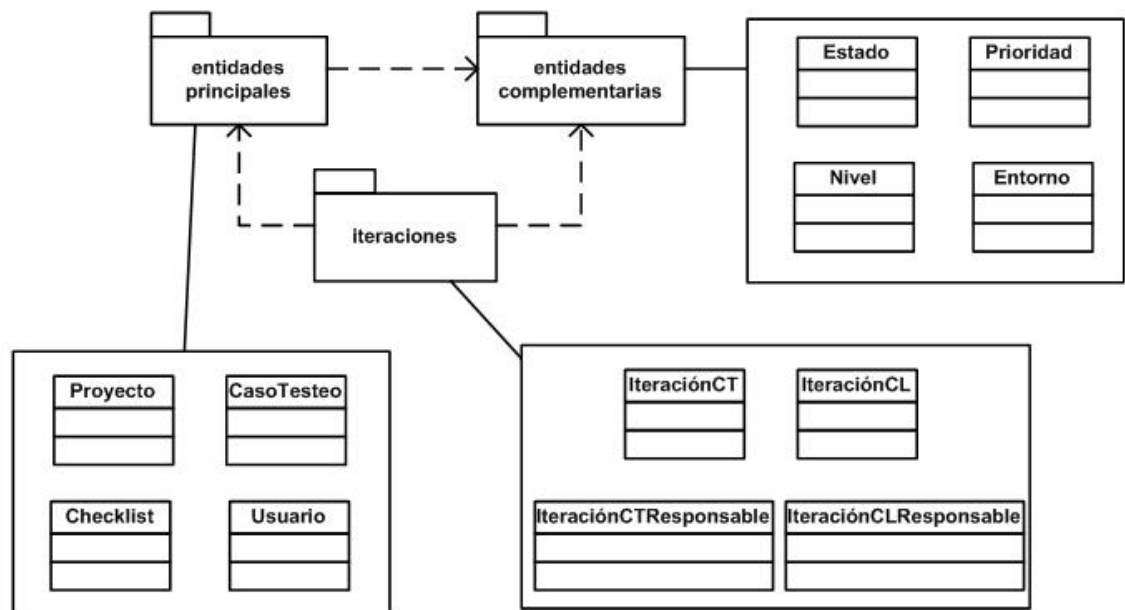 entidades
principales
entidades
complementarias
Estado
Prioridad
Nivel
Entorno
iteraciones
Proyecto
CasoTesteo
Checklist
Usuario
IteraciónCT
IteraciónCL
IteraciónCTResponsable
IteraciónCLResponsable